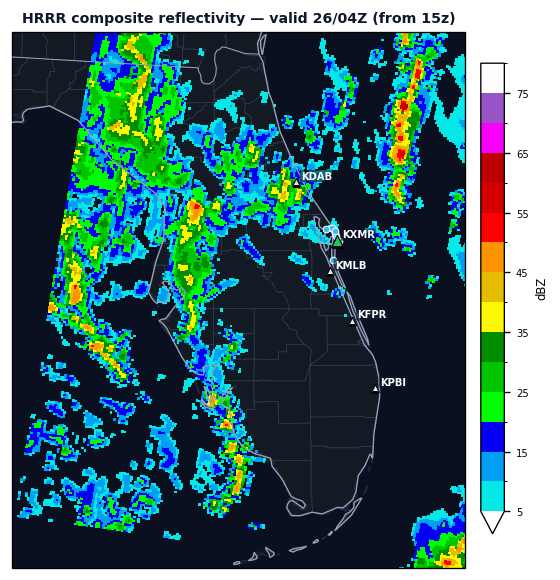 HRRR composite reflectivity — valid 26/04Z (from 15z)
KDAB
KXMR
KMLB
KFPR
KPBI
75
65
55
45
35
25
15
5
dBZ